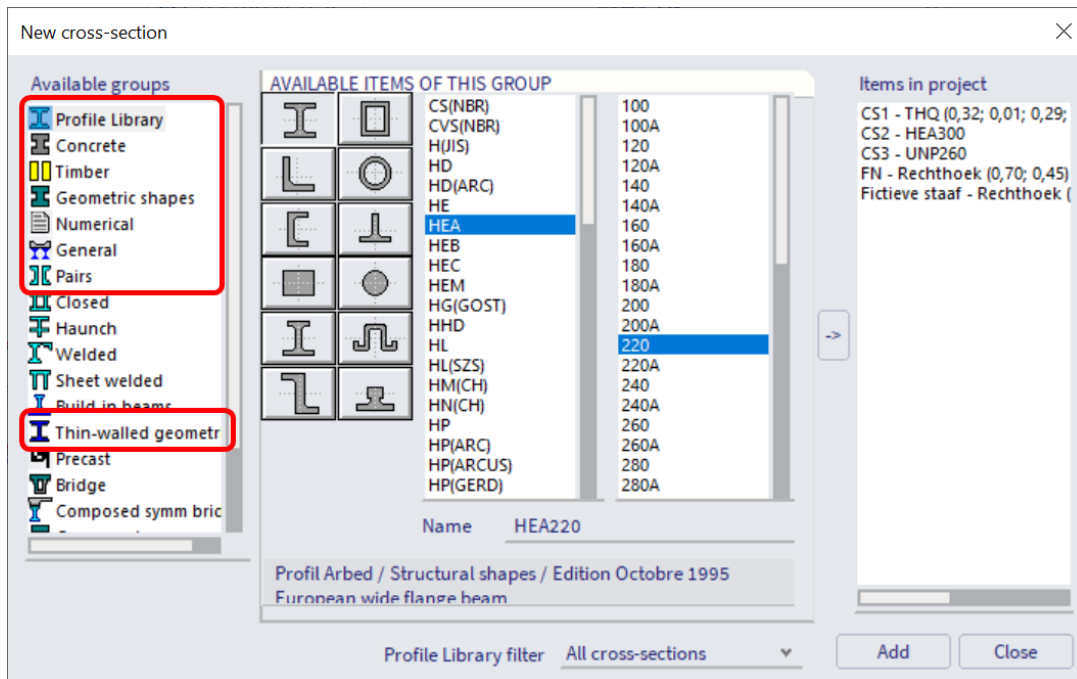 New cross-section
Available groups
Profile Library
Concrete
Timber
Geometric shapes
Numerical
General
Pairs
Closed
Haunch
Welded
Sheet welded
Build-in beams
Thin-walled geometr
Precast
Bridge
Composed symm bric
AVAILABLE ITEMS OF THIS GROUP
CS(NBR)
CVS(NBR)
H(JIS)
HD
HD(ARC)
HE
HEA
HEB
HEC
HEM
HG(GOST)
HHD
HL
HL(SZS)
HM(CH)
HN(CH)
HP
HP(ARC)
HP(ARCUS)
HP(GERD)
100
100A
120
120A
140
140A
160
160A
180
180A
200
200A
220
220A
240
240A
260
260A
280
280A
Name HEA220
Profil Arbed / Structural shapes / Edition Octobre 1995
European wide flange beam
Profile Library filter All cross-sections
->
Items in project
CS1 - THQ (0,32; 0,01; 0,29;
CS2 - HEA300
CS3 - UNP260
FN - Rechthoek (0,70; 0,45)
Fictieve staaf - Rechthoek (
Add Close